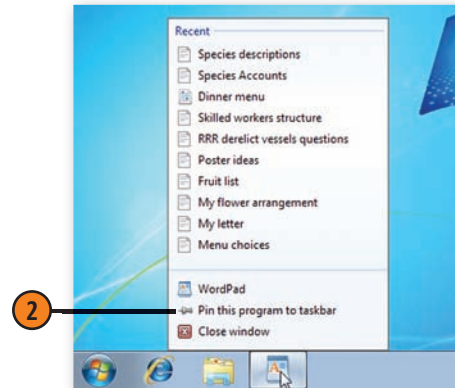 Recent
Species descriptions
Species Accounts
Dinner menu
Skilled workers structure
RRR derelict vessels questions
Poster ideas
Fruit list
My flower arrangement
My letter
Menu choices
WordPad
2
Pin this program to taskbar
Close window